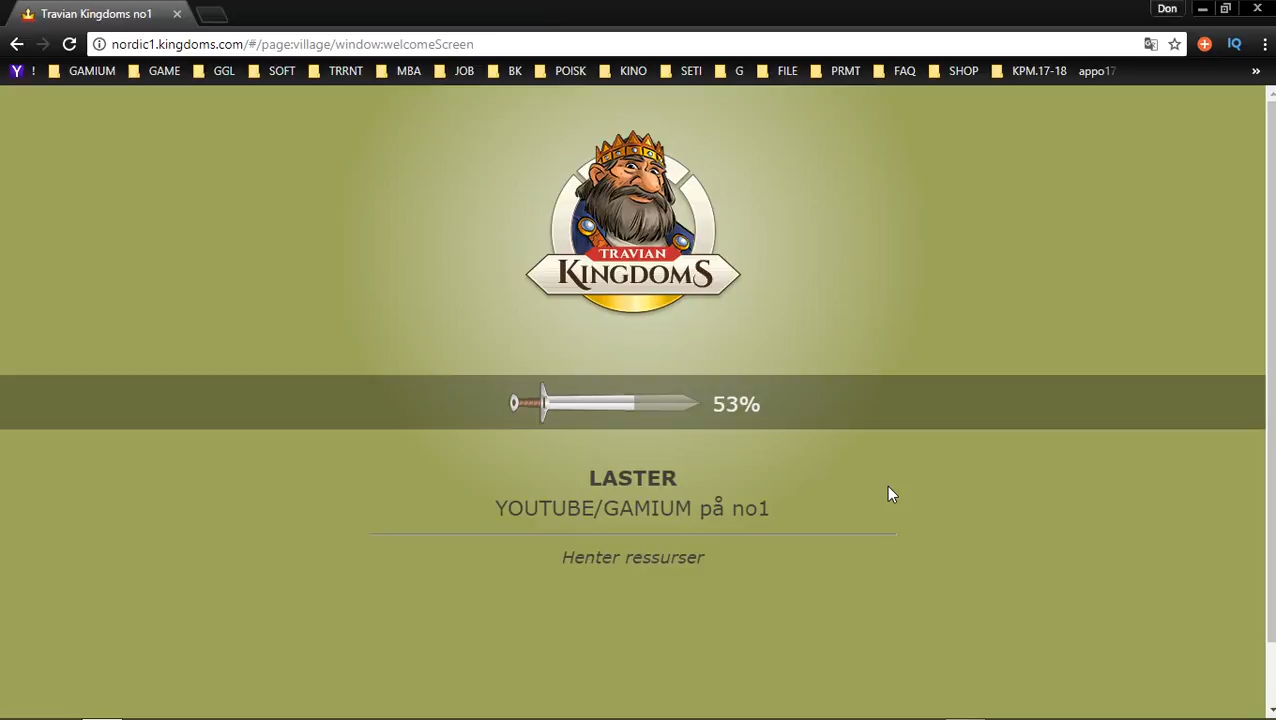 Travian Kingdoms no1
Don
nordic1.kingdoms.com/#/page:village/window:welcomeScreen
IQ
Y ! GAMIUM GAME GGL SOFT TRRNT MBA JOB BK POISK KINO SETI G FILE PRMT FAQ SHOP KPM.17-18 appo17 »
TRAVIAN
KINGDOMS
53%
LASTER
YOUTUBE/GAMIUM på no1
Henter ressurser